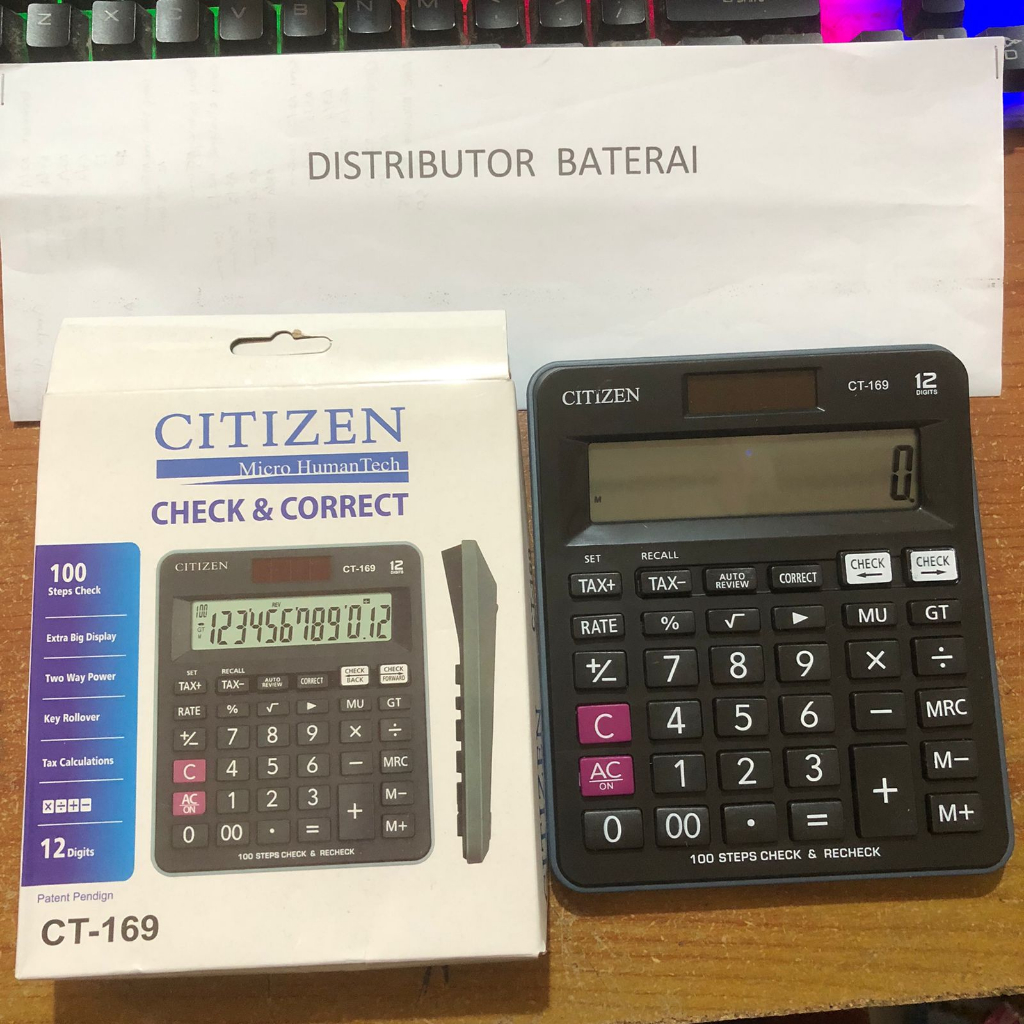 Z X C V B N M
DISTRIBUTOR BATERAI
CITIZEN
Micro HumanTech
CHECK & CORRECT
100
Steps Check
Extra Big Display
Two Way Power
Key Rollover
Tax Calculations
× ÷ + −
12 Digits
Patent Pendign
CT-169
CITIZEN CT-169 12
DIGITS
100 REV
GT
123456789012
SET RECALL
TAX+ TAX− AUTO REVIEW CORRECT CHECK BACK CHECK FORWARD
RATE % √ ▶ MU GT
+/− 7 8 9 × ÷
C 4 5 6 − MRC
AC ON 1 2 3 + M−
0 00 . = M+
100 STEPS CHECK & RECHECK
CITIZEN CT-169 12
DIGITS
0.
M
SET RECALL
TAX+ TAX− AUTO REVIEW CORRECT CHECK ← CHECK →
RATE % √ ▶ MU GT
+/− 7 8 9 × ÷
C 4 5 6 − MRC
AC ON 1 2 3 + M−
0 00 . = M+
100 STEPS CHECK & RECHECK